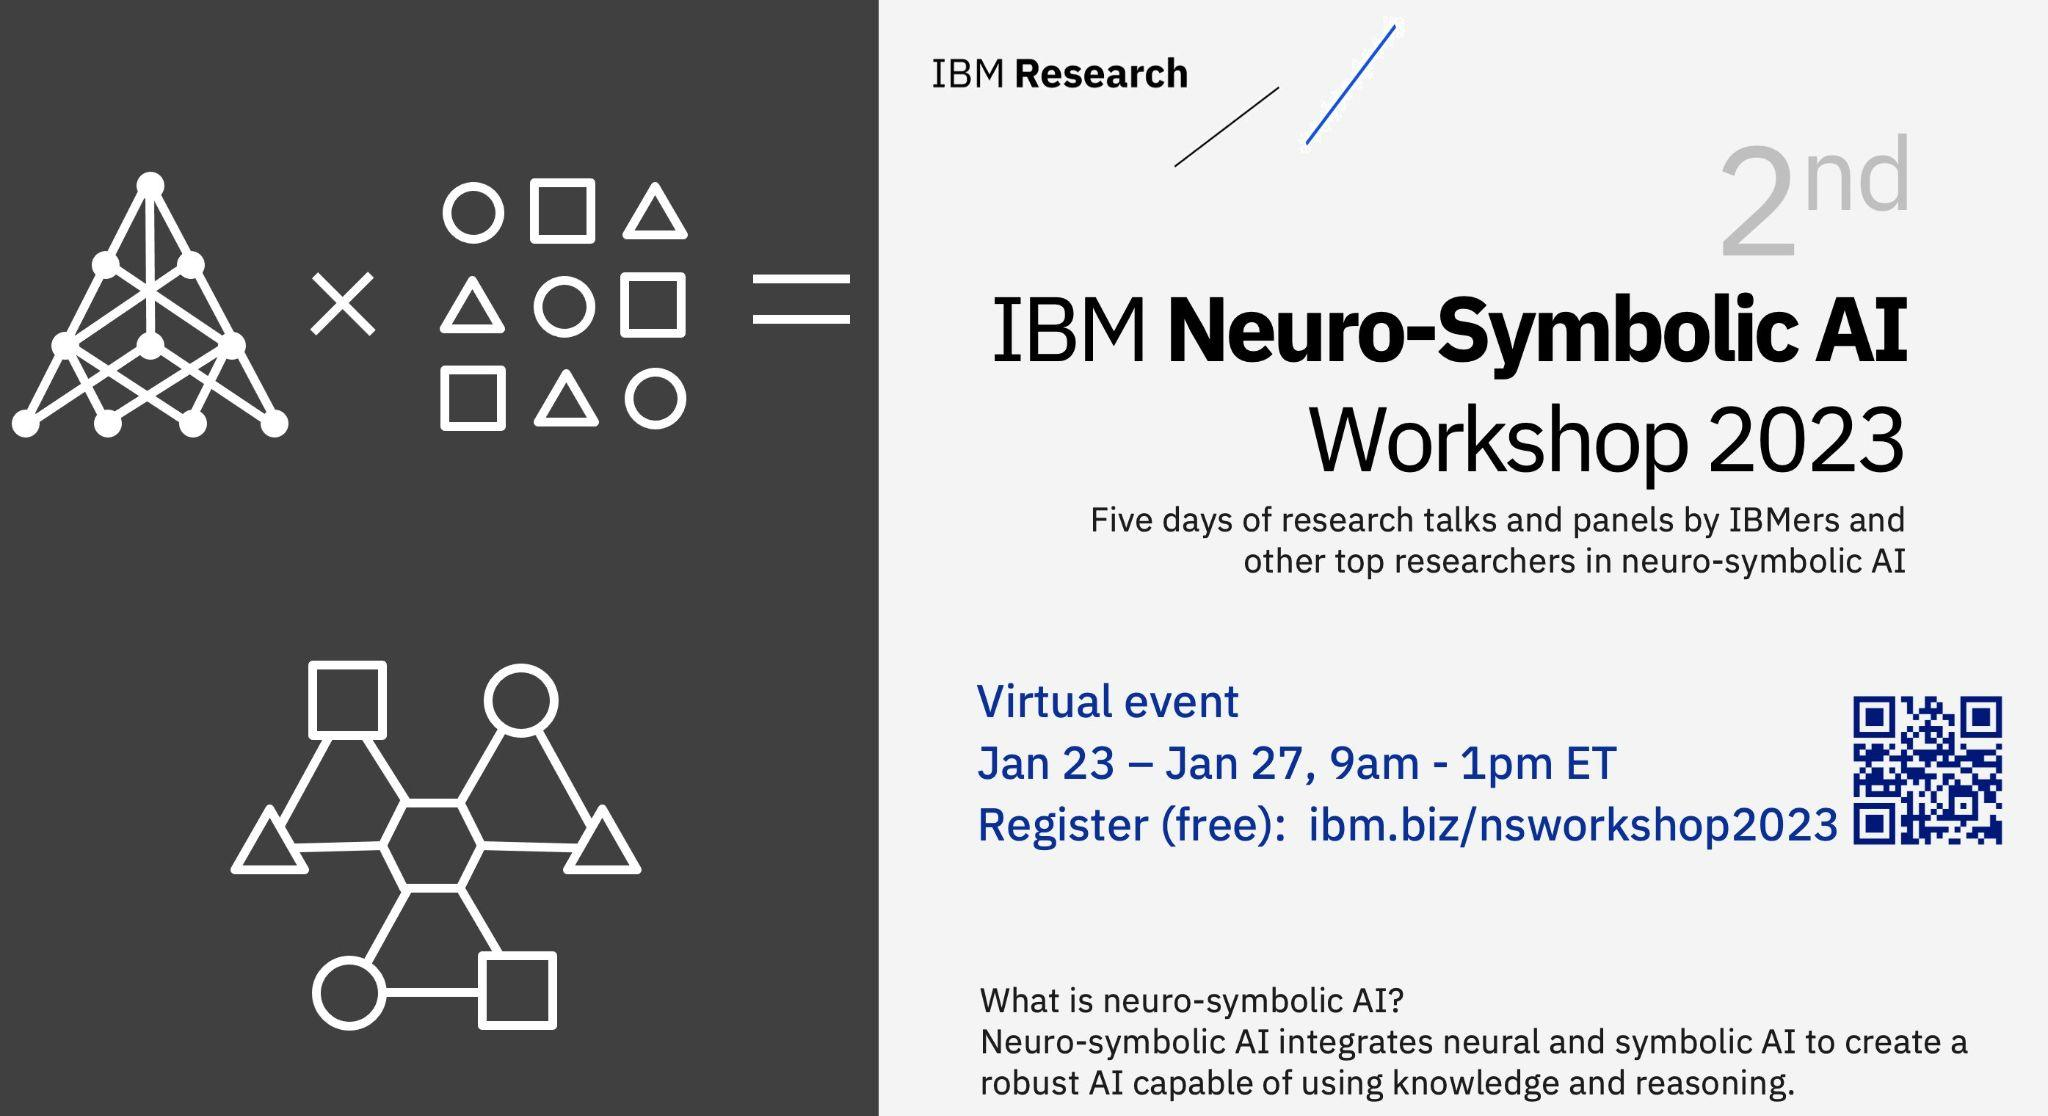 IBM Research
2nd
IBM Neuro-Symbolic AI
Workshop 2023
Five days of research talks and panels by IBMers and
other top researchers in neuro-symbolic AI
Virtual event
Jan 23 – Jan 27, 9am - 1pm ET
Register (free):  ibm.biz/nsworkshop2023
What is neuro-symbolic AI?
Neuro-symbolic AI integrates neural and symbolic AI to create a
robust AI capable of using knowledge and reasoning.